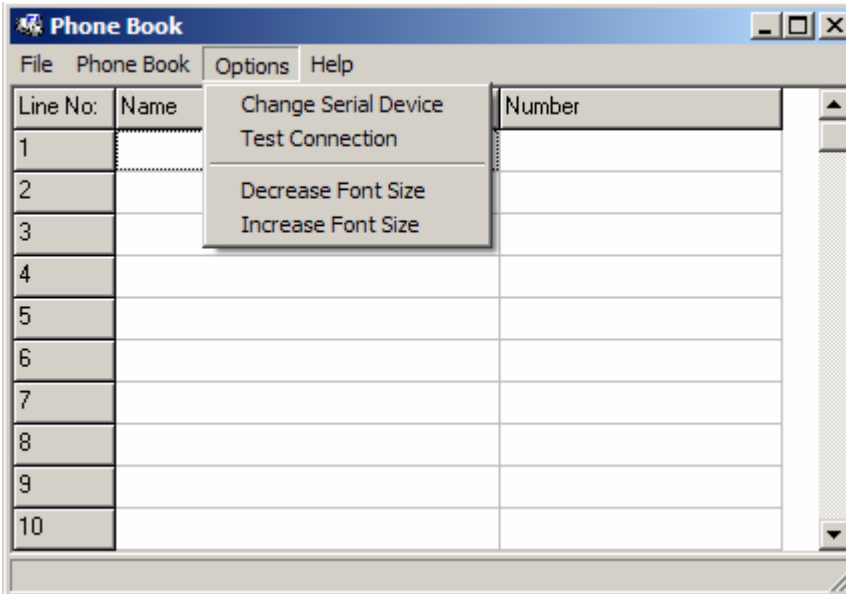 Phone Book
File Phone Book Options Help
Line No: Name Number
Change Serial Device
Test Connection
Decrease Font Size
Increase Font Size
1
2
3
4
5
6
7
8
9
10